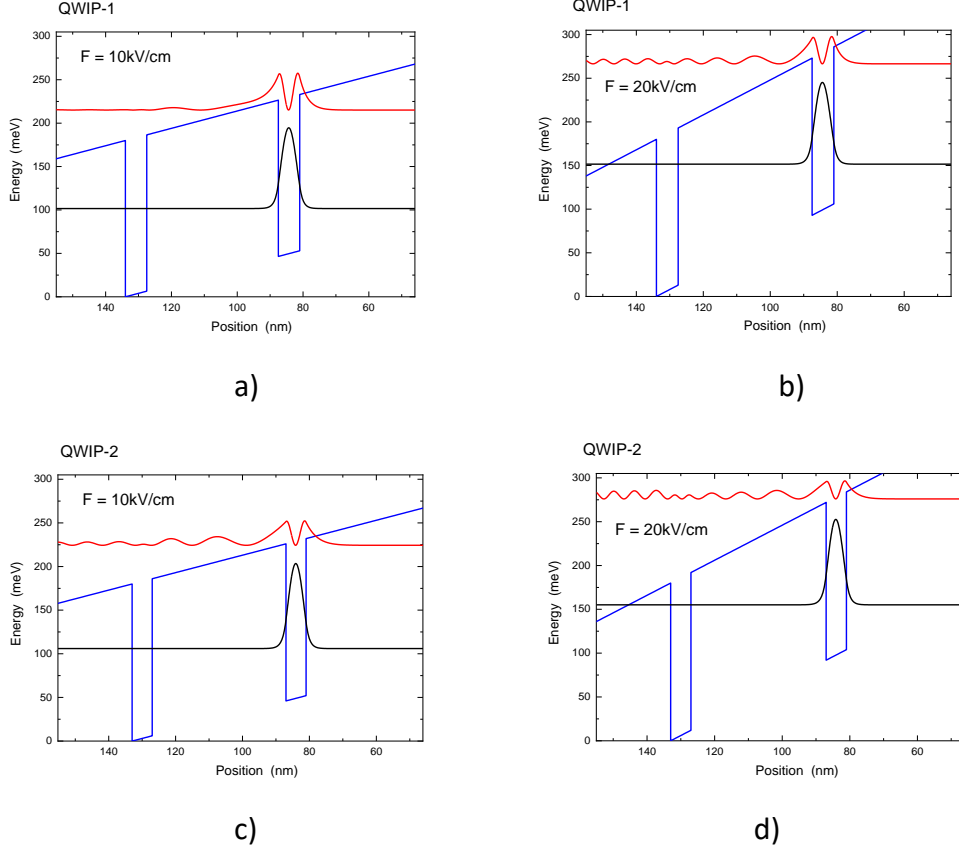 QWIP-1
F = 10kV/cm
Energy (meV)
300
250
200
150
100
50
0
140 120 100 80 60
Position (nm)
a)
QWIP-1
F = 20kV/cm
Energy (meV)
300
250
200
150
100
50
0
140 120 100 80 60
Position (nm)
b)
QWIP-2
F = 10kV/cm
Energy (meV)
300
250
200
150
100
50
0
140 120 100 80 60
Position (nm)
c)
QWIP-2
F = 20kV/cm
Energy (meV)
300
250
200
150
100
50
0
140 120 100 80 60
Position (nm)
d)